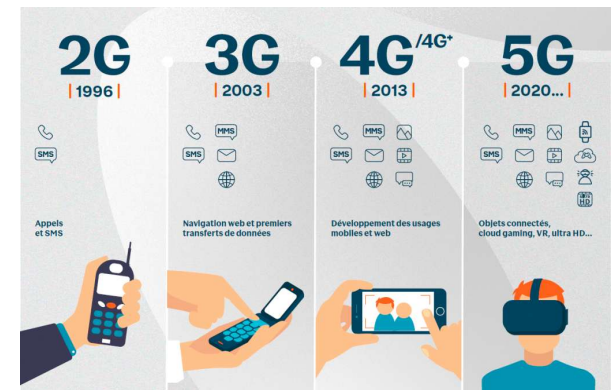 2G
| 1996 |
SMS
Appels
et SMS
3G
| 2003 |
MMS
SMS
Navigation web et premiers
transferts de données
4G/4G+
| 2013 |
MMS
SMS
Développement des usages
mobiles et web
5G
| 2020... |
MMS
SMS
HD
Objets connectés,
cloud gaming, VR, ultra HD...